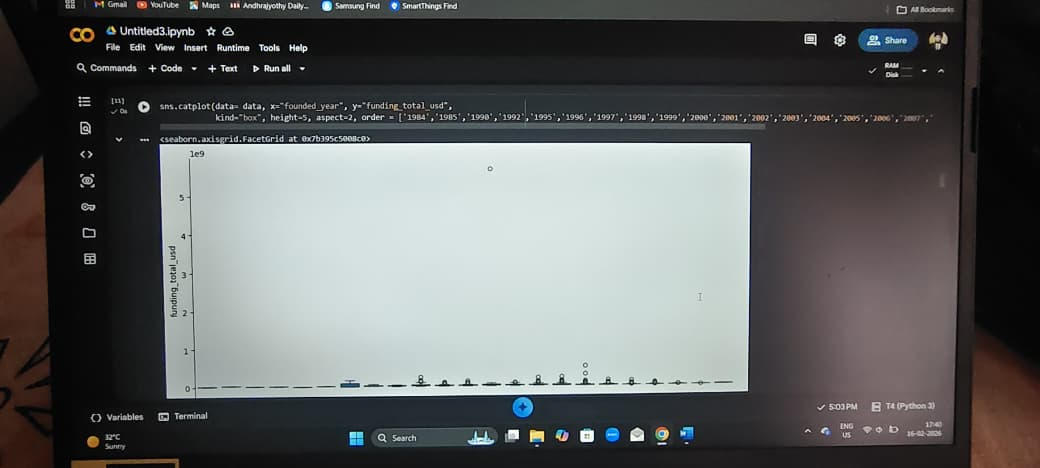 Gmail YouTube Maps Andhrajyothy Daily... Samsung Find SmartThings Find
All Bookmarks
Untitled3.ipynb
Share
File Edit View Insert Runtime Tools Help
Commands + Code + Text Run all
RAM
Disk
[11]
0s
sns.catplot(data= data, x="founded_year", y="funding_total_usd",
kind="box", height=5, aspect=2, order = ['1984','1985','1990','1992','1995','1996','1997','1998','1999','2000','2001','2002','2003','2004','2005','2006','2007','
<seaborn.axisgrid.FacetGrid at 0x7b395c5008c0>
1e9
5
4
3
2
1
0
funding_total_usd
Variables Terminal
5:03 PM T4 (Python 3)
32°C
Sunny
Search
ENG
US
17:40
16-02-2026